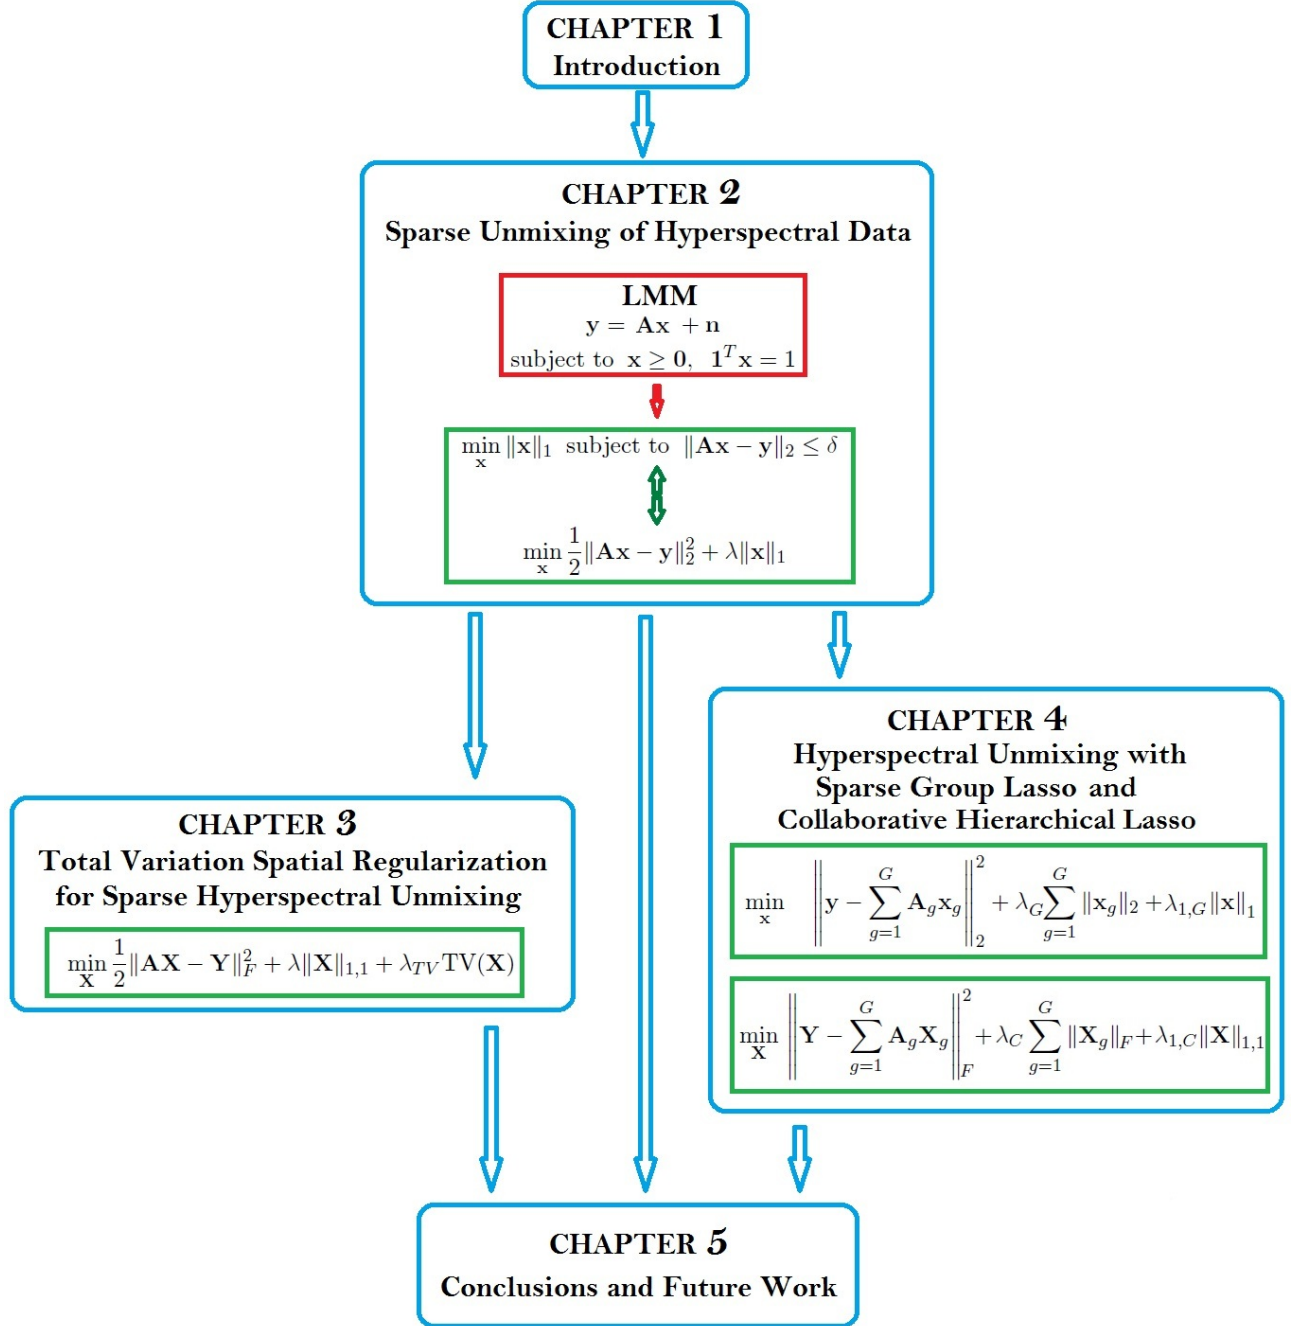 CHAPTER 1
Introduction
CHAPTER 2
Sparse Unmixing of Hyperspectral Data
LMM
y = Ax + n
subject to x ≥ 0, 1^T x = 1
min_x ‖x‖_1 subject to ‖Ax − y‖_2 ≤ δ
min_x 1/2 ‖Ax − y‖_2^2 + λ‖x‖_1
CHAPTER 3
Total Variation Spatial Regularization
for Sparse Hyperspectral Unmixing
min_X 1/2 ‖AX − Y‖_F^2 + λ‖X‖_{1,1} + λ_{TV} TV(X)
CHAPTER 4
Hyperspectral Unmixing with
Sparse Group Lasso and
Collaborative Hierarchical Lasso
min_x ‖y − ∑_{g=1}^G A_g x_g‖_2^2 + λ_G ∑_{g=1}^G ‖x_g‖_2 + λ_{1,G} ‖x‖_1
min_X ‖Y − ∑_{g=1}^G A_g X_g‖_F^2 + λ_C ∑_{g=1}^G ‖X_g‖_F + λ_{1,C} ‖X‖_{1,1}
CHAPTER 5
Conclusions and Future Work